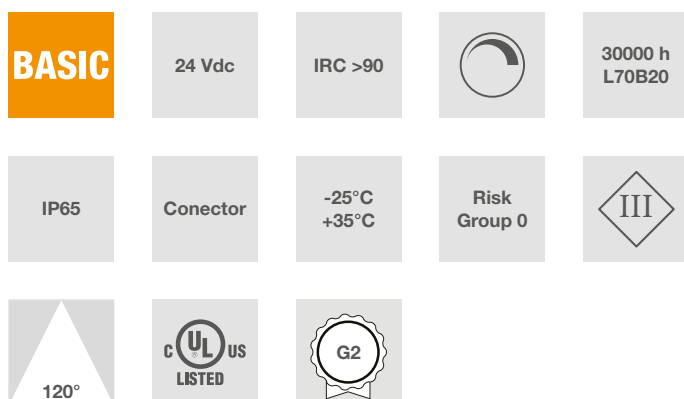 BASIC
24 Vdc
IRC >90
30000 h
L70B20
IP65
Conector
-25°C
+35°C
Risk
Group 0
III
120°
C UL ® US
LISTED
G2